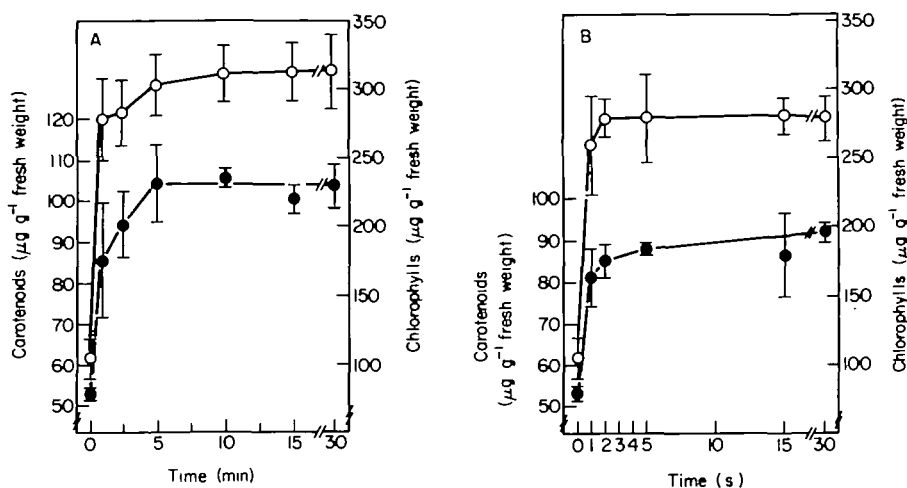 A
Carotenoids (μg g⁻¹ fresh weight)
120
110
100
90
80
70
60
50
350
300
250
200
150
100
Chlorophylls (μg g⁻¹ fresh weight)
0 5 10 15 30
Time (min)
B
Carotenoids
(μg g⁻¹ fresh weight)
100
90
80
70
60
50
350
300
250
200
150
100
Chlorophylls (μg g⁻¹ fresh weight)
0 1 2 3 4 5 10 15 30
Time (s)